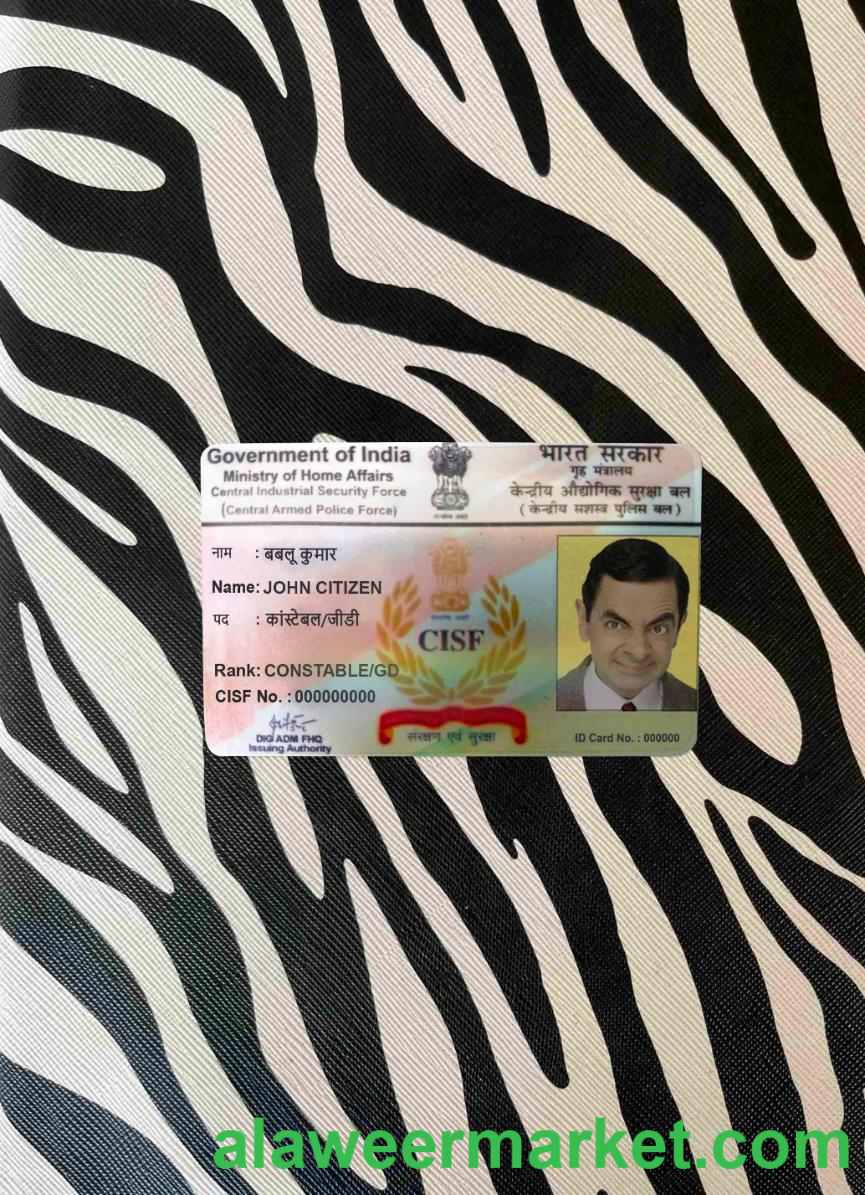 Government of India
Ministry of Home Affairs
Central Industrial Security Force
(Central Armed Police Force)
भारत सरकार
गृह मंत्रालय
केन्द्रीय औद्योगिक सुरक्षा बल
( केन्द्रीय सशस्त्र पुलिस बल )
नाम : बबलू कुमार
Name: JOHN CITIZEN
पद : कांस्टेबल/जीडी
Rank: CONSTABLE/GD
CISF No. : 000000000
CISF
DIG ADM FHQ
Issuing Authority
संरक्षण एवं सुरक्षा
ID Card No. : 000000
alaweermarket.com